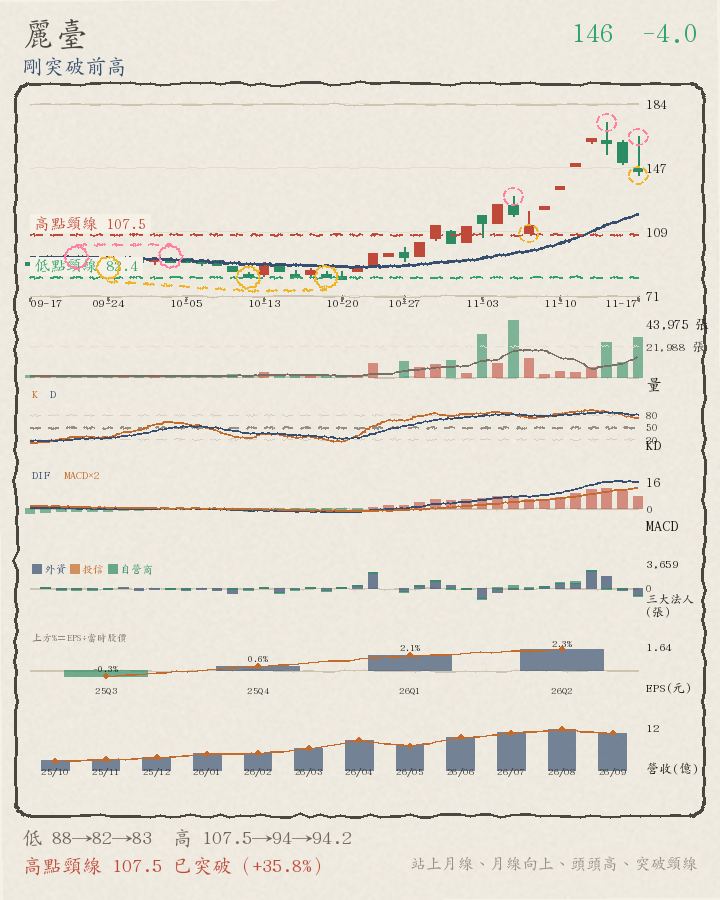 麗臺
146 -4.0
剛突破前高
184
147
109
71
高點頸線 107.5
低點頸線 82.4
09-17 09-24 10-05 10-13 10-20 10-27 11-03 11-10 11-17
43,975 張
21,988 張
量
K D
80
50
20
KD
DIF MACD×2
16
0
MACD
外資 投信 自營商
3,659
0
三大法人
(張)
上方%=EPS÷當時股價
-0.3% 0.6% 2.1% 2.3%
1.64
25Q3 25Q4 26Q1 26Q2
EPS(元)
12
25/10 25/11 25/12 26/01 26/02 26/03 26/04 26/05 26/06 26/07 26/08 26/09
營收(億)
低 88→82→83 高 107.5→94→94.2
高點頸線 107.5 已突破 (+35.8%)
站上月線、月線向上、頭頭高、突破頸線